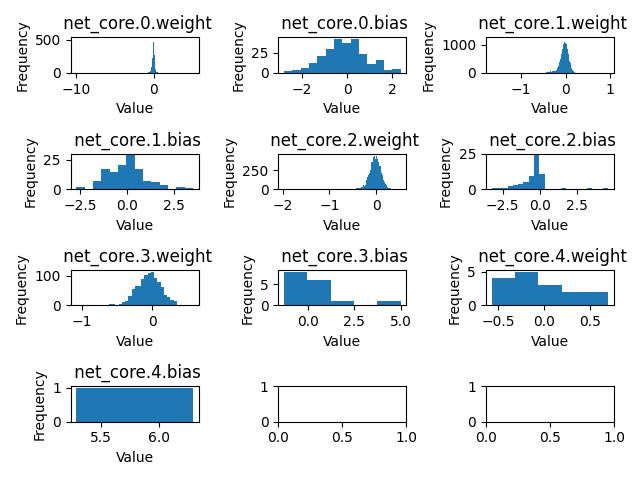 net_core.0.weight
500
0
−10
0
Frequency
Value
net_core.0.bias
25
0
−2
0
2
Frequency
Value
net_core.1.weight
1000
0
−1
0
1
Frequency
Value
net_core.1.bias
25
0
−2.5
0.0
2.5
Frequency
Value
net_core.2.weight
250
0
−2
−1
0
Frequency
Value
net_core.2.bias
25
0
−2.5
0.0
2.5
Frequency
Value
net_core.3.weight
100
0
−1
0
Frequency
Value
net_core.3.bias
5
0
0.0
2.5
5.0
Frequency
Value
net_core.4.weight
5
0
−0.5
0.0
0.5
Frequency
Value
net_core.4.bias
1
0
5.5
6.0
Frequency
Value
1
0
0.0
0.5
1.0
1
0
0.0
0.5
1.0